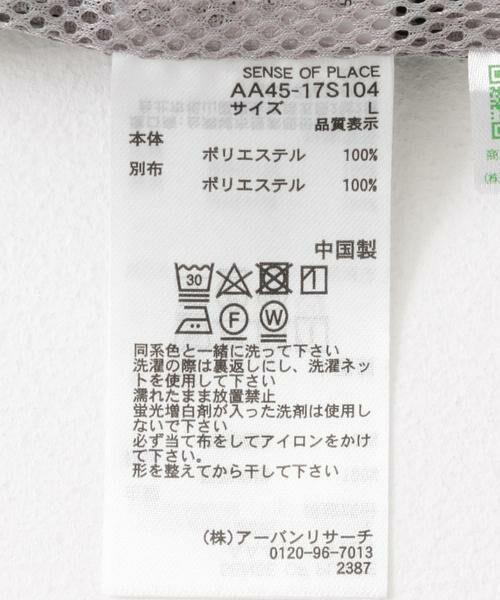 SENSE OF PLACE
AA45-17S104
サイズ L
品質表示
本体
ポリエステル 100%
別布
ポリエステル 100%
中国製
30
F W
同系色と一緒に洗って下さい
洗濯の際は裏返しにし、洗濯ネッ
トを使用して下さい
濡れたまま放置禁止
蛍光増白剤が入った洗剤は使用し
ないで下さい
必ず当て布をしてアイロンをかけ
て下さい。
形を整えてから干して下さい
(株)アーバンリサーチ
0120-96-7013
2387
商
(株